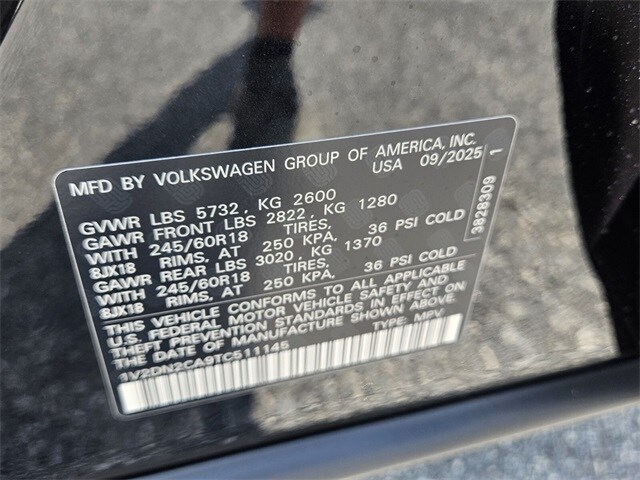 MFD BY VOLKSWAGEN GROUP OF AMERICA, INC.
USA 09/2025
GVWR LBS 5732, KG 2600
GAWR FRONT LBS 2822, KG 1280
WITH 245/60R18 TIRES,
8JX18 RIMS, AT 250 KPA, 36 PSI COLD
GAWR REAR LBS 3020, KG 1370
WITH 245/60R18 TIRES,
8JX18 RIMS, AT 250 KPA, 36 PSI COLD
THIS VEHICLE CONFORMS TO ALL APPLICABLE
U.S. FEDERAL MOTOR VEHICLE SAFETY AND
THEFT PREVENTION STANDARDS IN EFFECT ON
THE DATE OF MANUFACTURE SHOWN ABOVE.
1V2DN2CA9TC511145 TYPE: MPV
3828309 1